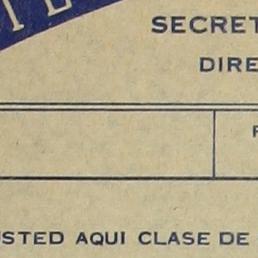 SECRET
DIRE
USTED AQUI CLASE DE